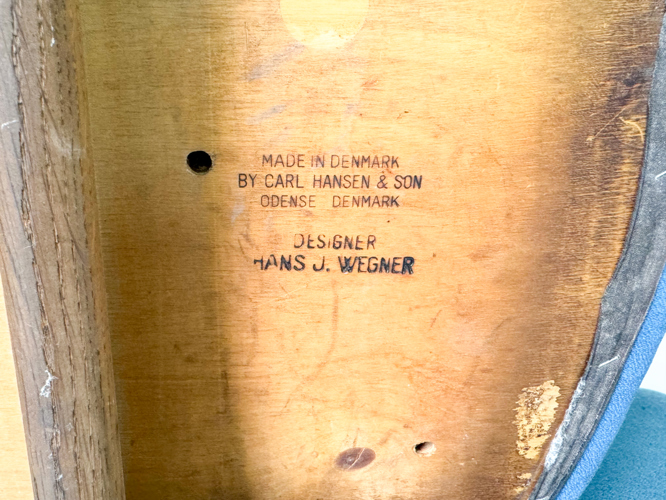 MADE IN DENMARK
BY CARL HANSEN & SON
ODENSE DENMARK
DESIGNER
HANS J. WEGNER